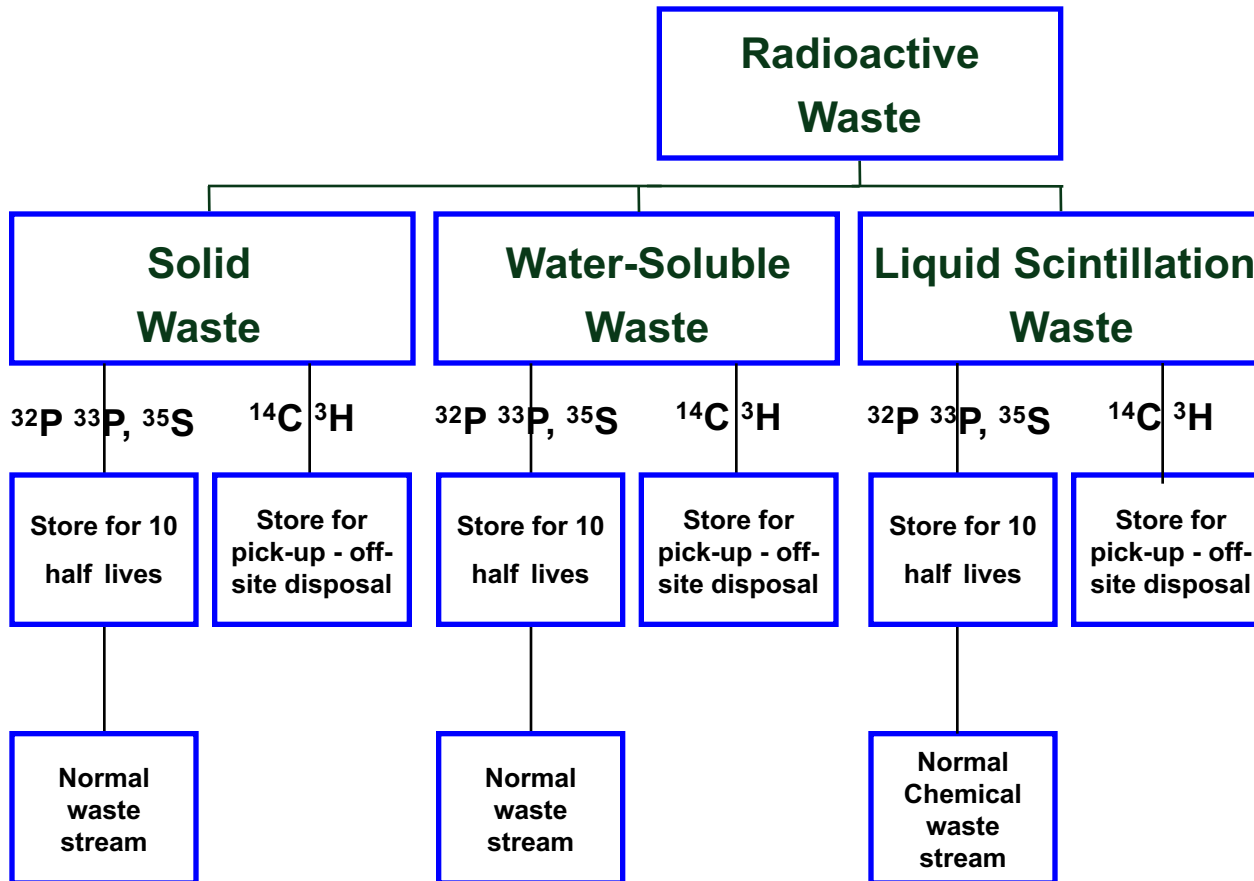 Radioactive
Waste
Solid
Waste
Water-Soluble
Waste
Liquid Scintillation
Waste
³²P ³³P, ³⁵S
¹⁴C ³H
³²P ³³P, ³⁵S
¹⁴C ³H
³²P ³³P, ³⁵S
¹⁴C ³H
Store for 10
half lives
Store for
pick-up - off-
site disposal
Store for 10
half lives
Store for
pick-up - off-
site disposal
Store for 10
half lives
Store for
pick-up - off-
site disposal
Normal
waste
stream
Normal
waste
stream
Normal
Chemical
waste
stream